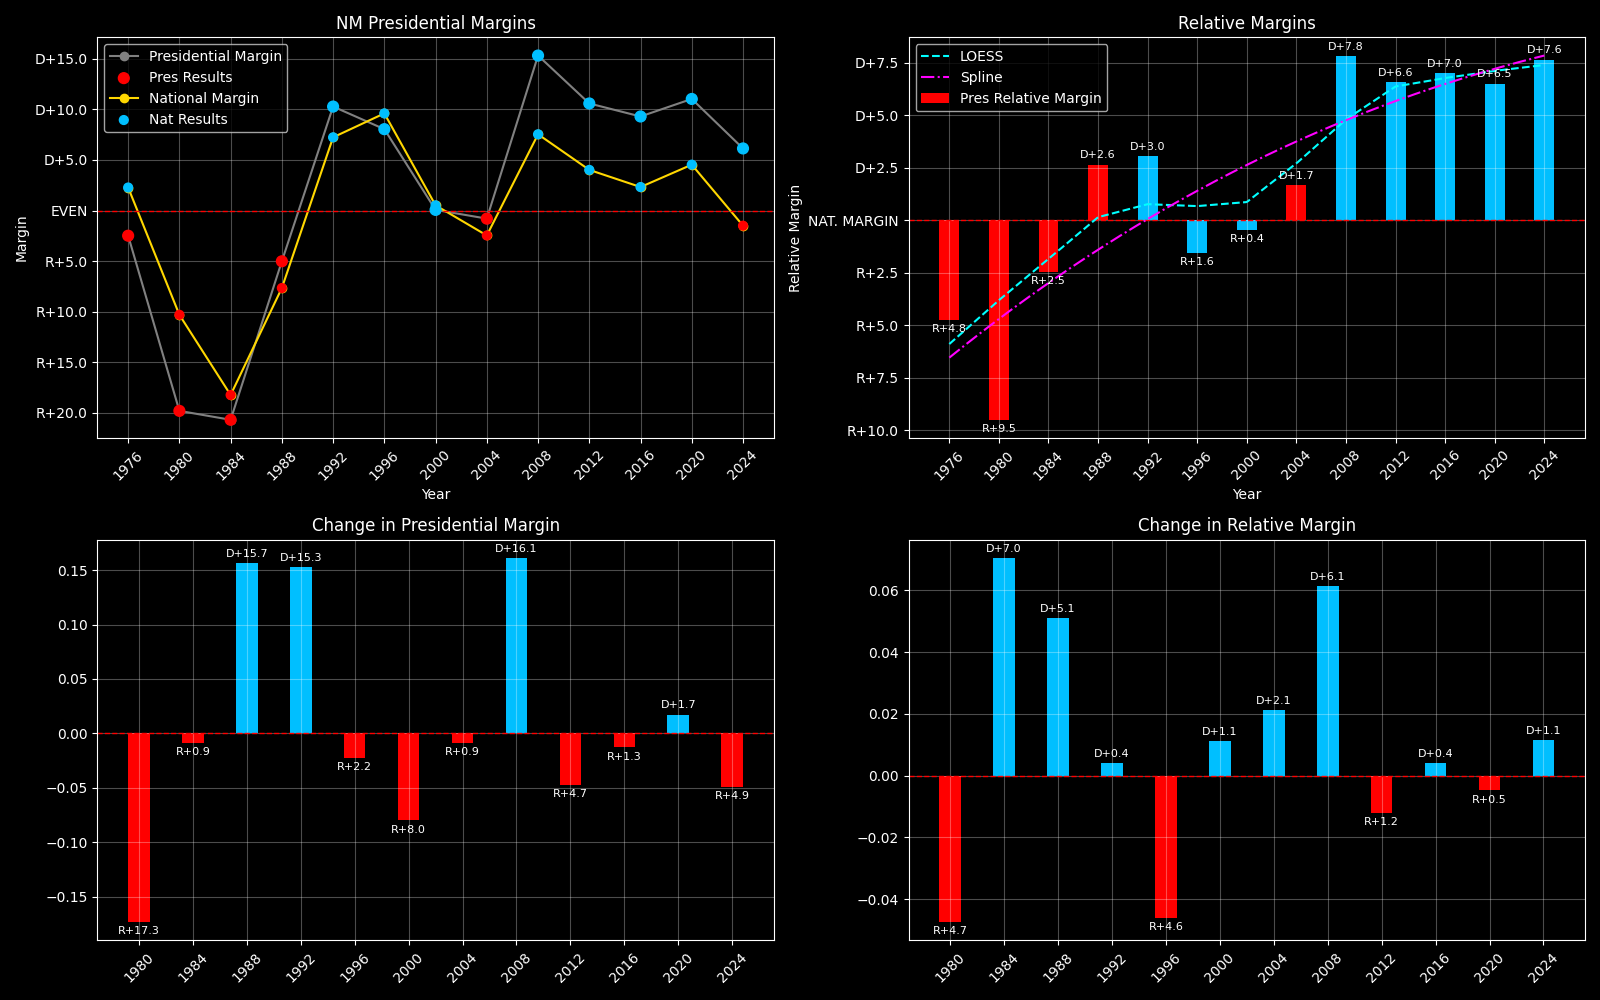 NM Presidential Margins
Presidential Margin
Pres Results
National Margin
Nat Results
D+15.0
D+10.0
D+5.0
EVEN
R+5.0
R+10.0
R+15.0
R+20.0
Margin
1976 1980 1984 1988 1992 1996 2000 2004 2008 2012 2016 2020 2024
Year
Relative Margins
LOESS
Spline
Pres Relative Margin
D+7.5
D+5.0
D+2.5
NAT. MARGIN
R+2.5
R+5.0
R+7.5
R+10.0
Relative Margin
R+4.8
R+9.5
R+2.5
D+2.6
D+3.0
R+1.6
R+0.4
D+1.7
D+7.8
D+6.6
D+7.0
D+6.5
D+7.6
1976 1980 1984 1988 1992 1996 2000 2004 2008 2012 2016 2020 2024
Year
Change in Presidential Margin
0.15
0.10
0.05
0.00
−0.05
−0.10
−0.15
R+17.3
R+0.9
D+15.7
D+15.3
R+2.2
R+8.0
R+0.9
D+16.1
R+4.7
R+1.3
D+1.7
R+4.9
1980 1984 1988 1992 1996 2000 2004 2008 2012 2016 2020 2024
Change in Relative Margin
0.06
0.04
0.02
0.00
−0.02
−0.04
R+4.7
D+7.0
D+5.1
D+0.4
R+4.6
D+1.1
D+2.1
D+6.1
R+1.2
D+0.4
R+0.5
D+1.1
1980 1984 1988 1992 1996 2000 2004 2008 2012 2016 2020 2024